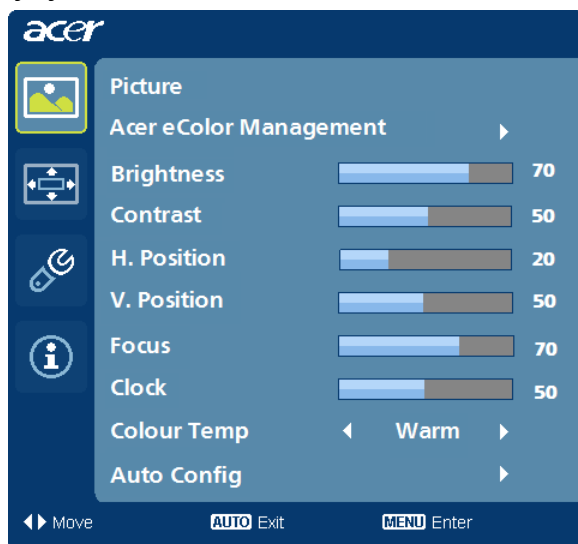 acer
Picture
Acer eColor Management
Brightness 70
Contrast 50
H. Position 20
V. Position 50
Focus 70
Clock 50
Colour Temp Warm
Auto Config
Move AUTO Exit MENU Enter